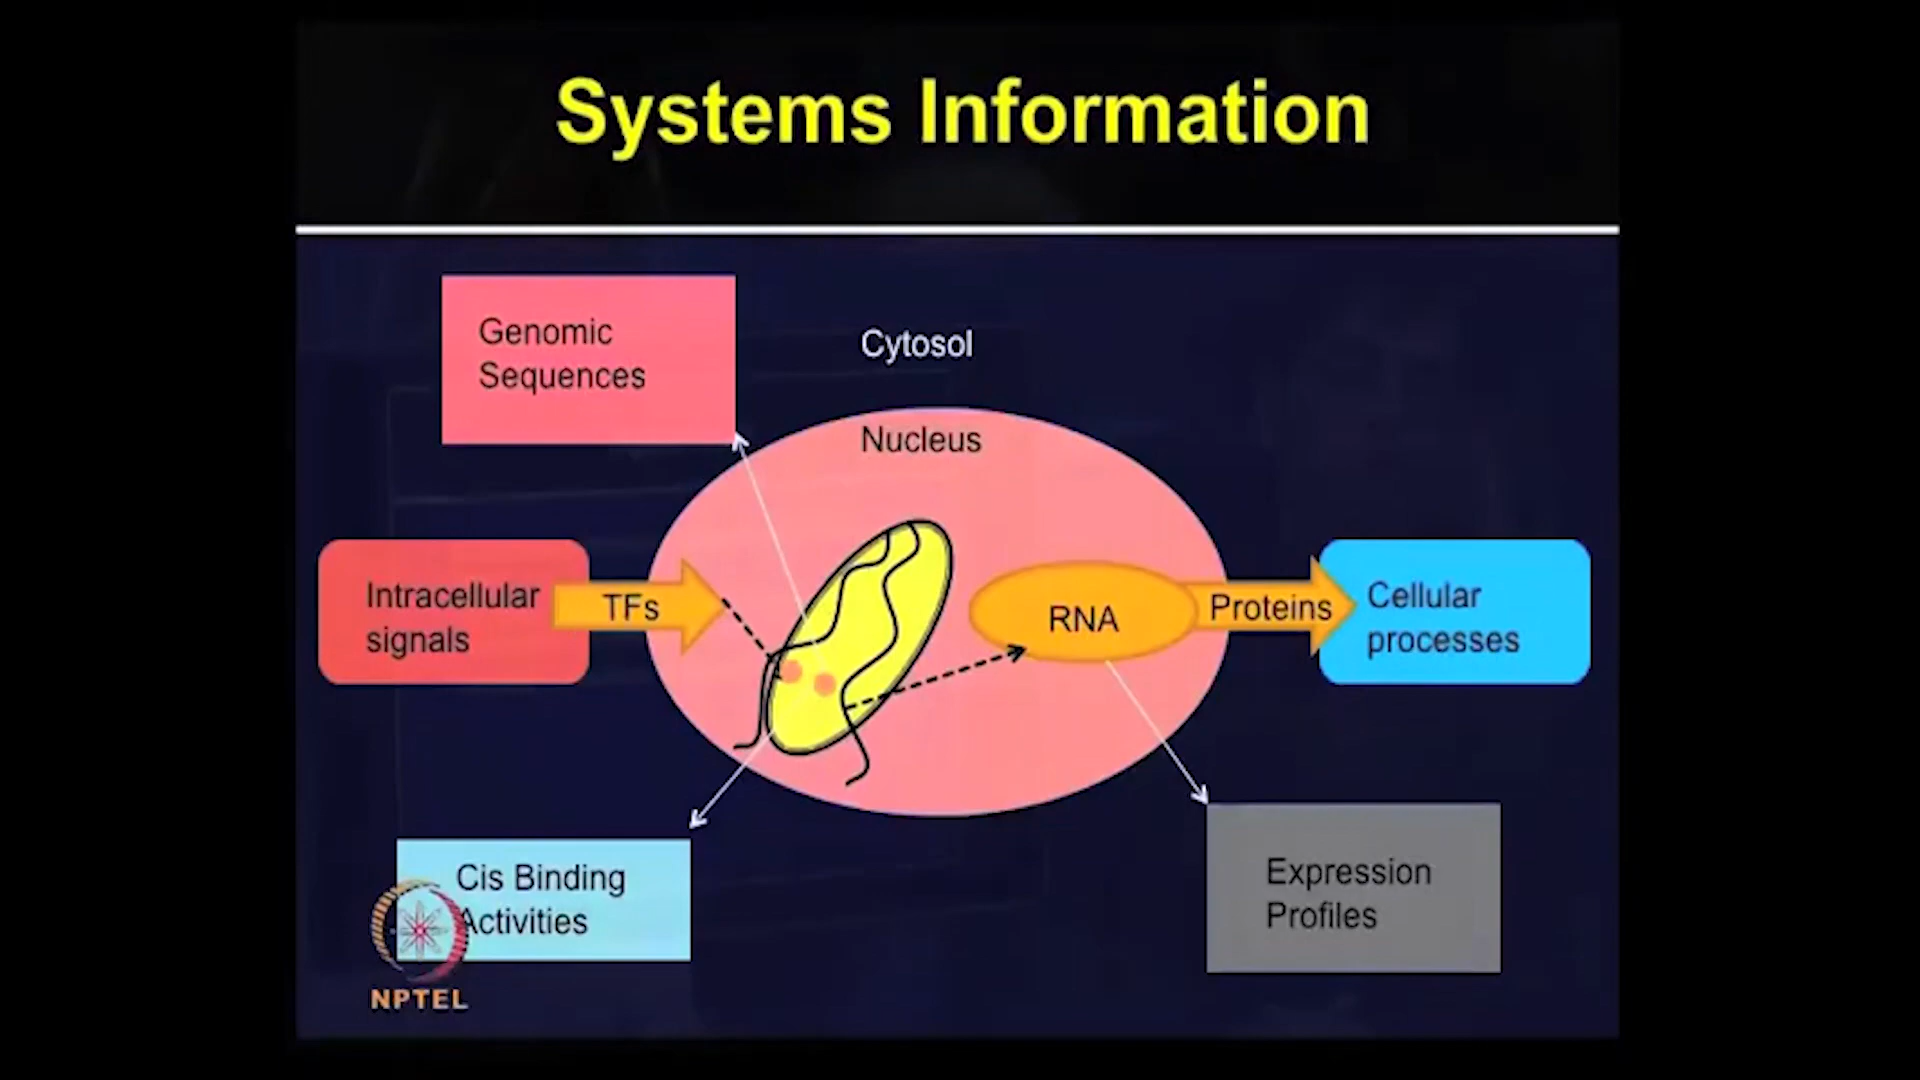 Systems Information
Genomic
Sequences
Cytosol
Nucleus
Intracellular
signals
TFs
RNA
Proteins
Cellular
processes
Cis Binding
Activities
Expression
Profiles
NPTEL